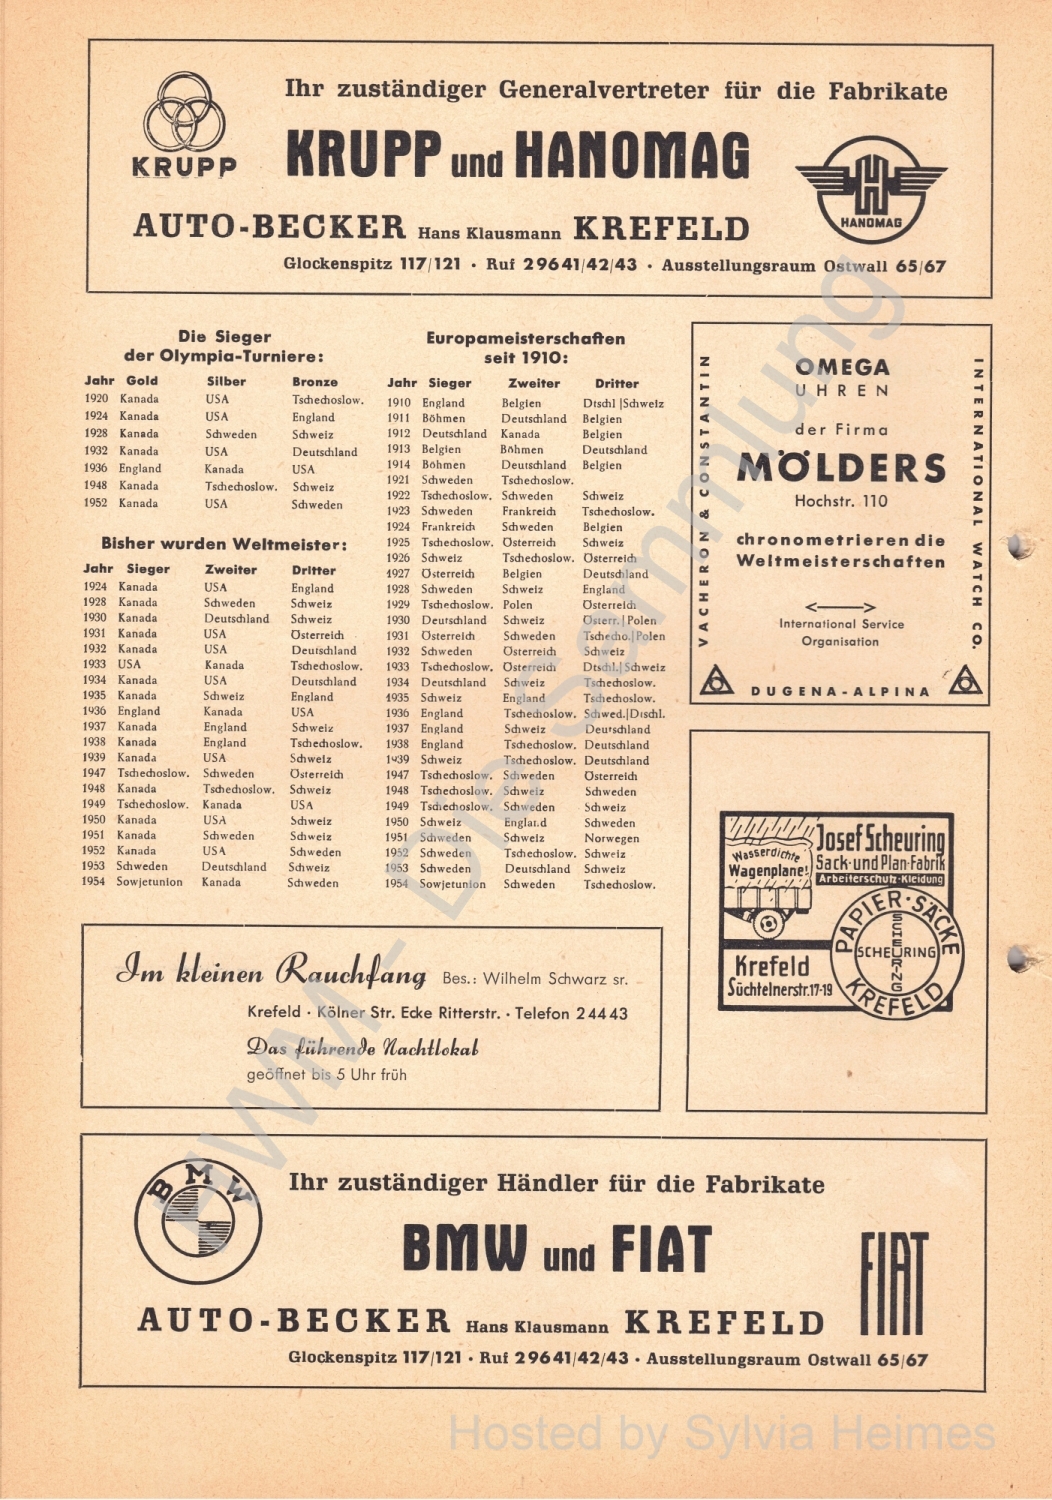 KRUPP
Ihr zuständiger Generalvertreter für die Fabrikate
KRUPP und HANOMAG
HANOMAG
AUTO-BECKER Hans Klausmann KREFELD
Glockenspitz 117/121 · Ruf 29641/42/43 · Ausstellungsraum Ostwall 65/67
Die Sieger
der Olympia-Turniere:
Jahr Gold Silber Bronze
1920 Kanada USA Tschechoslow.
1924 Kanada USA England
1928 Kanada Schweden Schweiz
1932 Kanada USA Deutschland
1936 England Kanada USA
1948 Kanada Tschechoslow. Schweiz
1952 Kanada USA Schweden
Bisher wurden Weltmeister:
Jahr Sieger Zweiter Dritter
1924 Kanada USA England
1928 Kanada Schweden Schweiz
1930 Kanada Deutschland Schweiz
1931 Kanada USA Österreich
1932 Kanada USA Deutschland
1933 USA Kanada Tschechoslow.
1934 Kanada USA Deutschland
1935 Kanada Schweiz England
1936 England Kanada USA
1937 Kanada England Schweiz
1938 Kanada England Tschechoslow.
1939 Kanada USA Schweiz
1947 Tschechoslow. Schweden Österreich
1948 Kanada Tschechoslow. Schweiz
1949 Tschechoslow. Kanada USA
1950 Kanada USA Schweiz
1951 Kanada Schweden Schweiz
1952 Kanada USA Schweden
1953 Schweden Deutschland Schweiz
1954 Sowjetunion Kanada Schweden
Europameisterschaften
seit 1910:
Jahr Sieger Zweiter Dritter
1910 England Belgien Dtschl|Schweiz
1911 Böhmen Deutschland Belgien
1912 Deutschland Kanada Belgien
1913 Belgien Böhmen Deutschland
1914 Böhmen Deutschland Belgien
1921 Schweden Tschechoslow.
1922 Tschechoslow. Schweden Schweiz
1923 Schweden Frankreich Tschechoslow.
1924 Frankreich Schweden Belgien
1925 Tschechoslow. Österreich Schweiz
1926 Schweiz Tschechoslow. Österreich
1927 Österreich Belgien Deutschland
1928 Schweden Schweiz England
1929 Tschechoslow. Polen Österreich
1930 Deutschland Schweiz Österr.|Polen
1931 Österreich Schweden Tschecho.|Polen
1932 Schweden Österreich Schweiz
1933 Tschechoslow. Österreich Dtschl.|Schweiz
1934 Deutschland Schweiz Tschechoslow.
1935 Schweiz England Tschechoslow.
1936 England Tschechoslow. Schwed.|Dtschl.
1937 England Schweiz Deutschland
1938 England Tschechoslow. Deutschland
1939 Schweiz Tschechoslow. Deutschland
1947 Tschechoslow. Schweden Österreich
1948 Tschechoslow. Schweiz Schweden
1949 Tschechoslow. Schweden Schweiz
1950 Schweiz England Schweden
1951 Schweden Schweiz Norwegen
1952 Schweden Tschechoslow. Schweiz
1953 Schweden Deutschland Schweiz
1954 Sowjetunion Schweden Tschechoslow.
VACHERON & CONSTANTIN
OMEGA
UHREN
der Firma
MÖLDERS
Hochstr. 110
chronometrieren die
Weltmeisterschaften
International Service
Organisation
DUGENA-ALPINA
INTERNATIONAL WATCH CO.
Wasserdichte
Wagenplane!
Josef Scheuring
Sack- und Plan-Fabrik
Arbeiterschutz-Kleidung
Krefeld
Süchtelnerstr. 17-19
PAPIER-SÄCKE
SCHEURING
SCHEURING
KREFELD
Im kleinen Rauchfang Bes.: Wilhelm Schwarz sr.
Krefeld · Kölner Str. Ecke Ritterstr. · Telefon 24443
Das führende Nachtlokal
geöffnet bis 5 Uhr früh
BMW
Ihr zuständiger Händler für die Fabrikate
BMW und FIAT
FIAT
AUTO-BECKER Hans Klausmann KREFELD
Glockenspitz 117/121 · Ruf 29641/42/43 · Ausstellungsraum Ostwall 65/67
Die Sammlung
Hosted by Sylvia Heimes